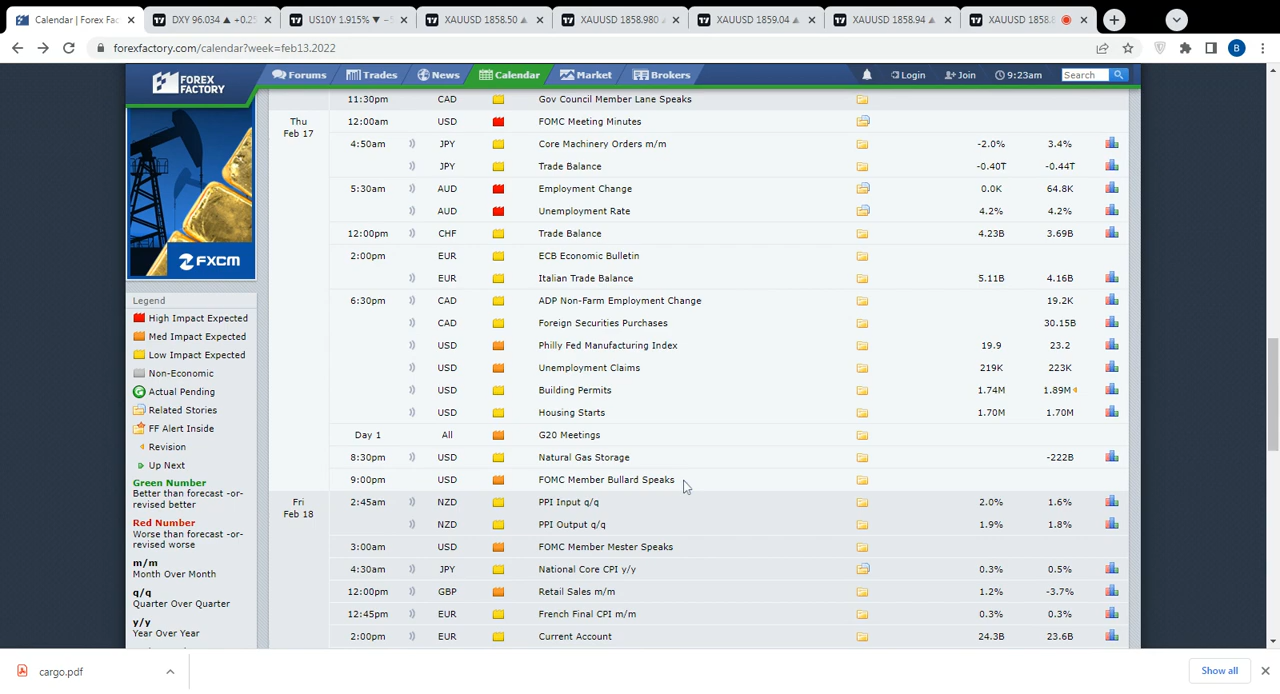 Calendar | Forex Fac
DXY 96.034 ▲ +0.25
US10Y 1.915% ▼ −
XAUUSD 1858.50 ▲
XAUUSD 1858.980 ▲
XAUUSD 1859.04 ▲
XAUUSD 1858.94 ▲
XAUUSD 1858.8
forexfactory.com/calendar?week=feb13.2022
B
FOREX
FACTORY
Forums
Trades
News
Calendar
Market
Brokers
Login
Join
9:23am
Search
FXCM
Legend
High Impact Expected
Med Impact Expected
Low Impact Expected
Non-Economic
Actual Pending
Related Stories
FF Alert Inside
Revision
Up Next
Green Number
Better than forecast -or-
revised better
Red Number
Worse than forecast -or-
revised worse
m/m
Month Over Month
q/q
Quarter Over Quarter
y/y
Year Over Year
11:30pm CAD Gov Council Member Lane Speaks
Thu
Feb 17
12:00am USD FOMC Meeting Minutes
4:50am JPY Core Machinery Orders m/m -2.0% 3.4%
JPY Trade Balance -0.40T -0.44T
5:30am AUD Employment Change 0.0K 64.8K
AUD Unemployment Rate 4.2% 4.2%
12:00pm CHF Trade Balance 4.23B 3.69B
2:00pm EUR ECB Economic Bulletin
EUR Italian Trade Balance 5.11B 4.16B
6:30pm CAD ADP Non-Farm Employment Change 19.2K
CAD Foreign Securities Purchases 30.15B
USD Philly Fed Manufacturing Index 19.9 23.2
USD Unemployment Claims 219K 223K
USD Building Permits 1.74M 1.89M
USD Housing Starts 1.70M 1.70M
Day 1 All G20 Meetings
8:30pm USD Natural Gas Storage -222B
9:00pm USD FOMC Member Bullard Speaks
Fri
Feb 18
2:45am NZD PPI Input q/q 2.0% 1.6%
NZD PPI Output q/q 1.9% 1.8%
3:00am USD FOMC Member Mester Speaks
4:30am JPY National Core CPI y/y 0.3% 0.5%
12:00pm GBP Retail Sales m/m 1.2% -3.7%
12:45pm EUR French Final CPI m/m 0.3% 0.3%
2:00pm EUR Current Account 24.3B 23.6B
cargo.pdf
Show all